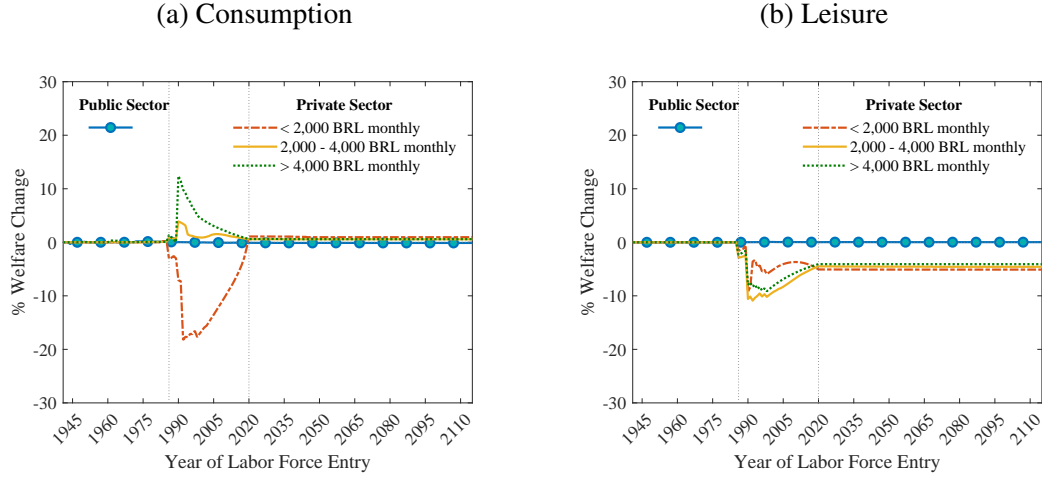 (a) Consumption
30
20
10
0
-10
-20
-30
% Welfare Change
Public Sector
Private Sector
< 2,000 BRL monthly
2,000 - 4,000 BRL monthly
> 4,000 BRL monthly
1945
1960
1975
1990
2005
2020
2035
2050
2065
2080
2095
2110
Year of Labor Force Entry
(b) Leisure
30
20
10
0
-10
-20
-30
% Welfare Change
Public Sector
Private Sector
< 2,000 BRL monthly
2,000 - 4,000 BRL monthly
> 4,000 BRL monthly
1945
1960
1975
1990
2005
2020
2035
2050
2065
2080
2095
2110
Year of Labor Force Entry